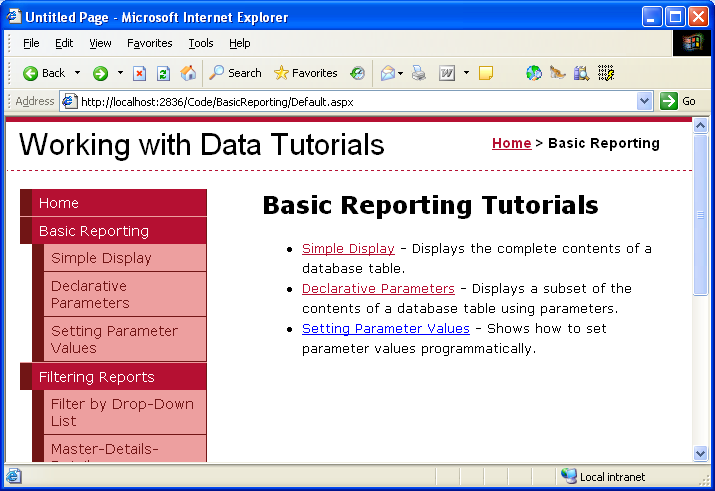 Untitled Page - Microsoft Internet Explorer
File Edit View Favorites Tools Help
Back Search Favorites
Address http://localhost:2836/Code/BasicReporting/Default.aspx Go
Working with Data Tutorials
Home > Basic Reporting
Home
Basic Reporting
Simple Display
Declarative
Parameters
Setting Parameter
Values
Filtering Reports
Filter by Drop-Down
List
Master-Details-
Basic Reporting Tutorials
Simple Display - Displays the complete contents of a
database table.
Declarative Parameters - Displays a subset of the
contents of a database table using parameters.
Setting Parameter Values - Shows how to set
parameter values programmatically.
Local intranet